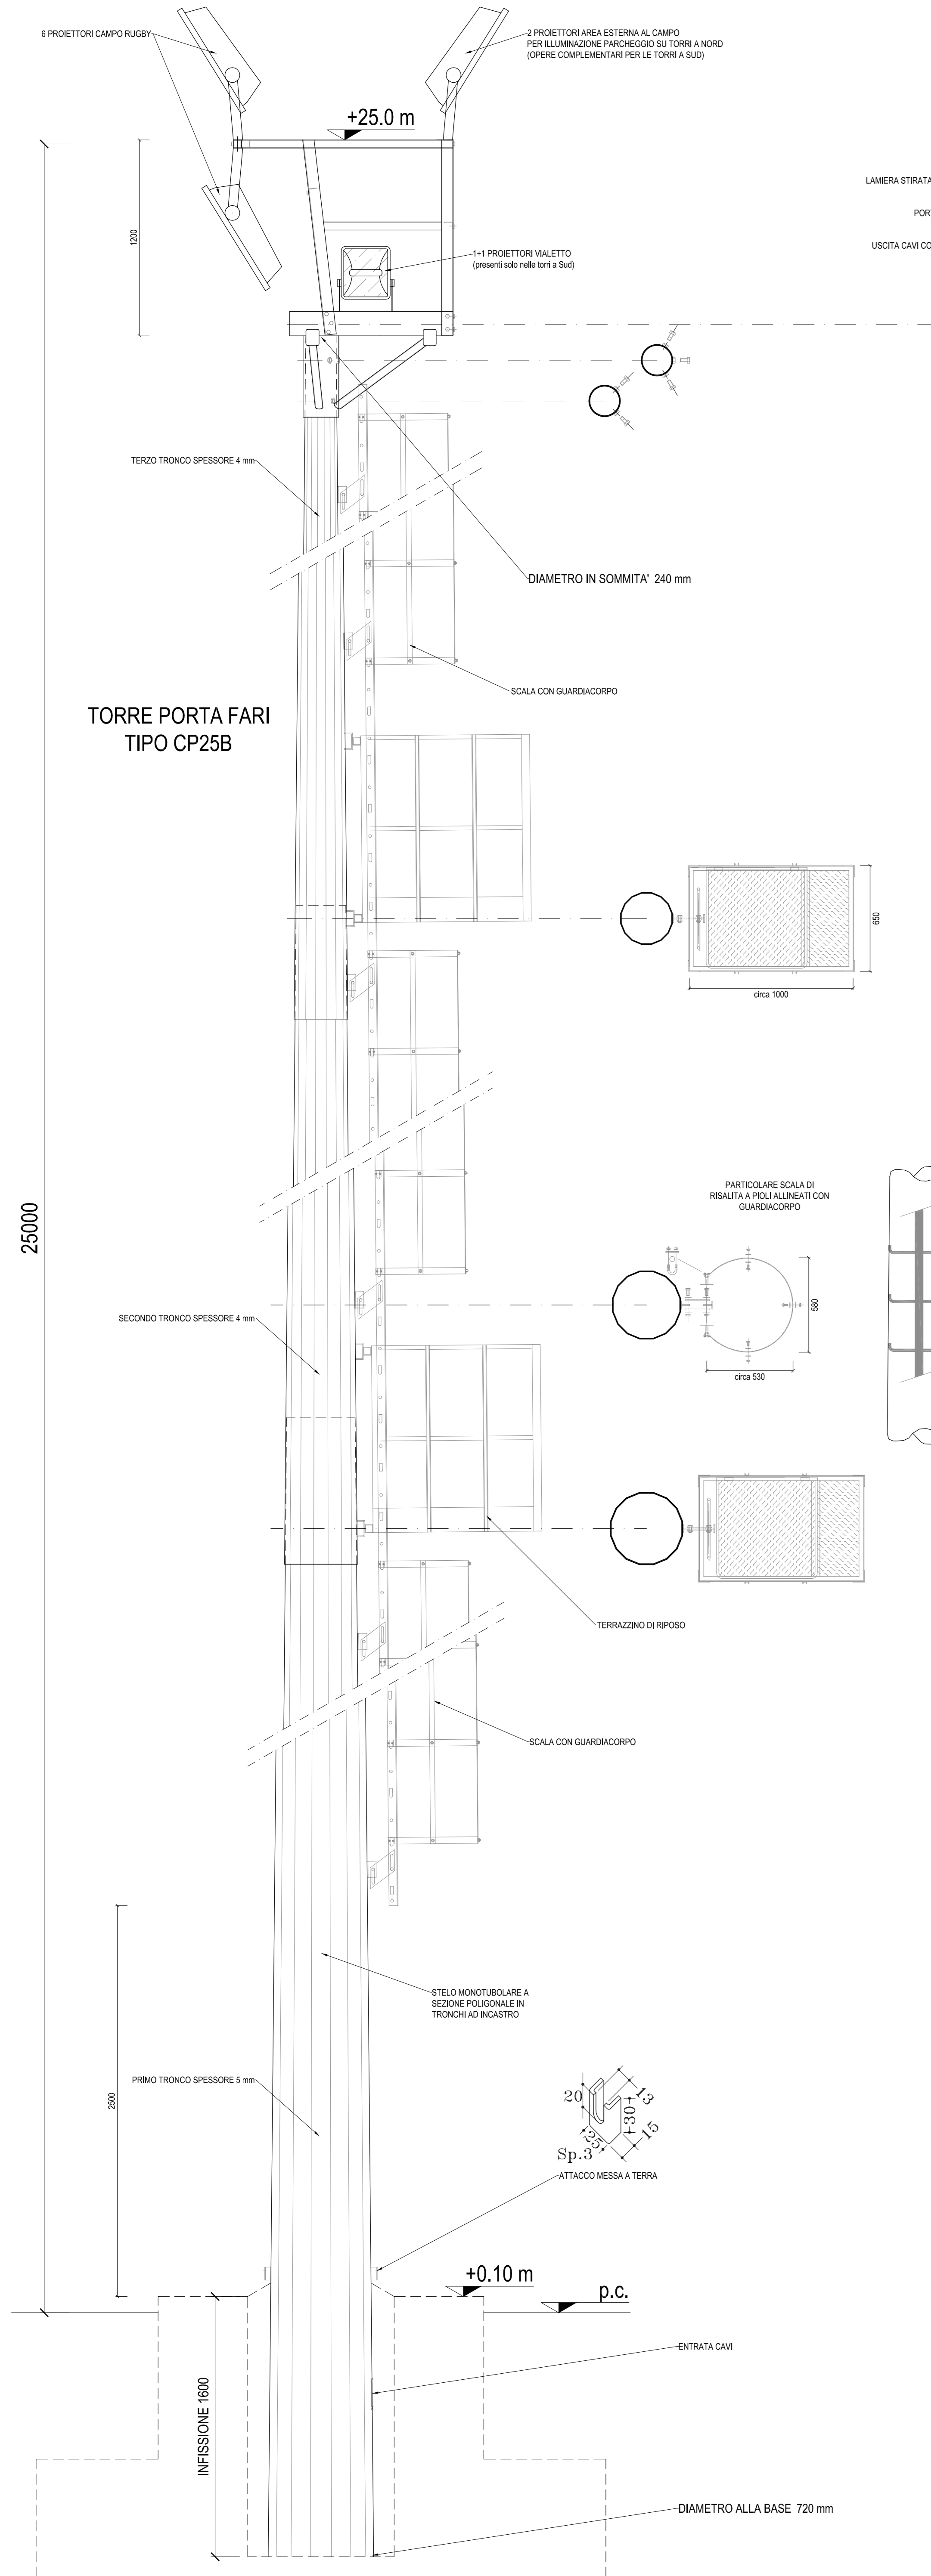 6 PROIETTORI CAMPO RUGBY
2 PROIETTORI AREA ESTERNA AL CAMPO
PER ILLUMINAZIONE PARCHEGGIO SU TORRI A NORD
(OPERE COMPLEMENTARI PER LE TORRI A SUD)
+25.0 m
LAMIERA STIRATA
PORT
USCITA CAVI CO
1200
1+1 PROIETTORI VIALETTO
(presenti solo nelle torri a Sud)
TERZO TRONCO SPESSORE 4 mm
DIAMETRO IN SOMMITA' 240 mm
SCALA CON GUARDIACORPO
TORRE PORTA FARI
TIPO CP25B
650
circa 1000
PARTICOLARE SCALA DI
RISALITA A PIOLI ALLINEATI CON
GUARDIACORPO
25000
580
circa 530
SECONDO TRONCO SPESSORE 4 mm
TERRAZZINO DI RIPOSO
SCALA CON GUARDIACORPO
STELO MONOTUBOLARE A
SEZIONE POLIGONALE IN
TRONCHI AD INCASTRO
PRIMO TRONCO SPESSORE 5 mm
2500
20
13
30
15
25
Sp.3
ATTACCO MESSA A TERRA
+0.10 m
p.c.
ENTRATA CAVI
INFISSIONE 1600
DIAMETRO ALLA BASE 720 mm